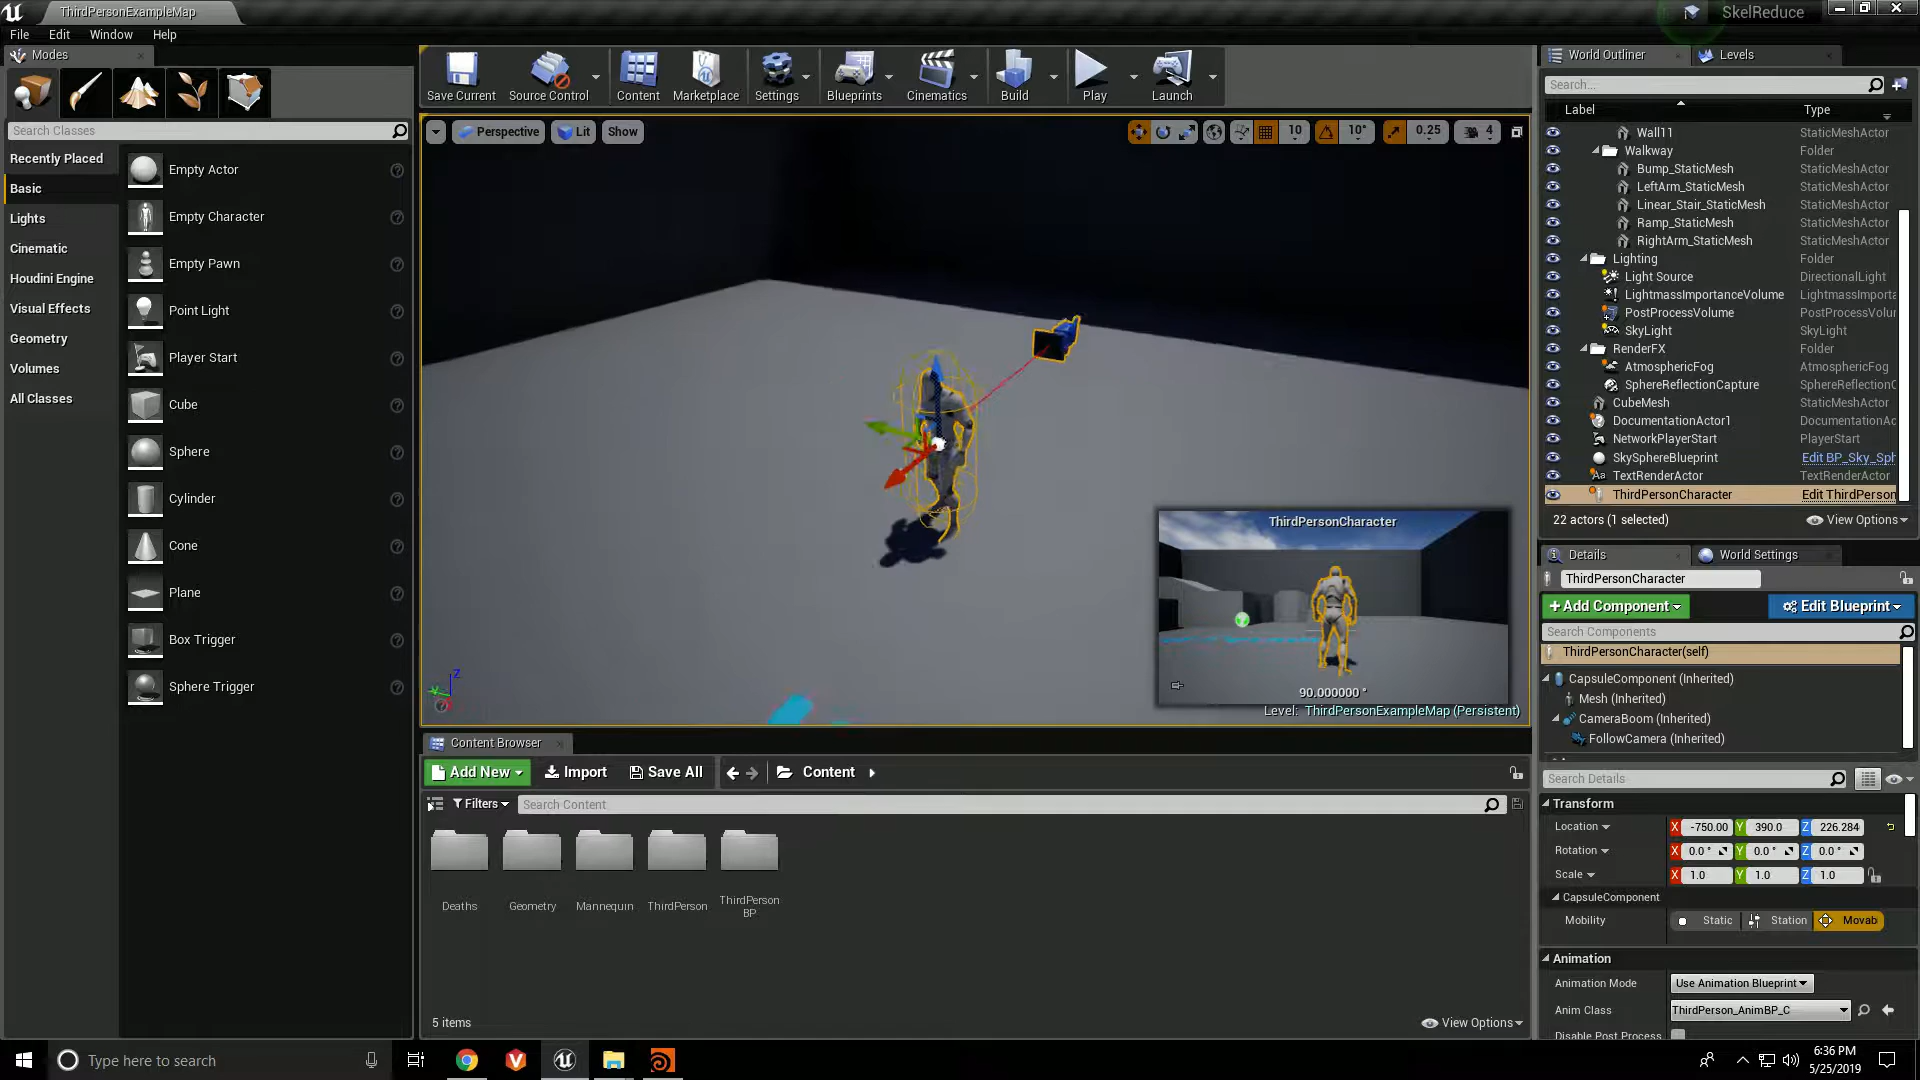 ThirdPersonExampleMap
SkelReduce
File Edit Window Help
Modes
Search Classes
Recently Placed
Basic
Lights
Cinematic
Houdini Engine
Visual Effects
Geometry
Volumes
All Classes
Empty Actor
Empty Character
Empty Pawn
Point Light
Player Start
Cube
Sphere
Cylinder
Cone
Plane
Box Trigger
Sphere Trigger
Save Current Source Control Content Marketplace Settings Blueprints Cinematics Build Play Launch
Perspective Lit Show
10 10° 0.25 4
ThirdPersonCharacter
90.000000 °
Level: ThirdPersonExampleMap (Persistent)
Z
Content Browser
Add New Import Save All Content
Filters Search Content
Deaths Geometry Mannequin ThirdPerson ThirdPerson
BP
5 items View Options
World Outliner Levels
Search...
Label Type
Wall11 StaticMeshActor
Walkway Folder
Bump_StaticMesh StaticMeshActor
LeftArm_StaticMesh StaticMeshActor
Linear_Stair_StaticMesh StaticMeshActor
Ramp_StaticMesh StaticMeshActor
RightArm_StaticMesh StaticMeshActor
Lighting Folder
Light Source DirectionalLight
LightmassImportanceVolume LightmassImporta
PostProcessVolume PostProcessVolur
SkyLight SkyLight
RenderFX Folder
AtmosphericFog AtmosphericFog
SphereReflectionCapture SphereReflectionC
CubeMesh StaticMeshActor
DocumentationActor1 DocumentationActor
NetworkPlayerStart PlayerStart
SkySphereBlueprint Edit BP_Sky_Sph
TextRenderActor TextRenderActor
ThirdPersonCharacter Edit ThirdPerson
22 actors (1 selected) View Options
Details World Settings
ThirdPersonCharacter
+Add Component Edit Blueprint
Search Components
ThirdPersonCharacter(self)
CapsuleComponent (Inherited)
Mesh (Inherited)
CameraBoom (Inherited)
FollowCamera (Inherited)
Search Details
Transform
Location X -750.00 Y 390.0 Z 226.284
Rotation X 0.0 ° Y 0.0 ° Z 0.0 °
Scale X 1.0 Y 1.0 Z 1.0
CapsuleComponent
Mobility Static Station Movab
Animation
Animation Mode Use Animation Blueprint
Anim Class ThirdPerson_AnimBP_C
Disable Post Process
Type here to search
6:36 PM
5/25/2019